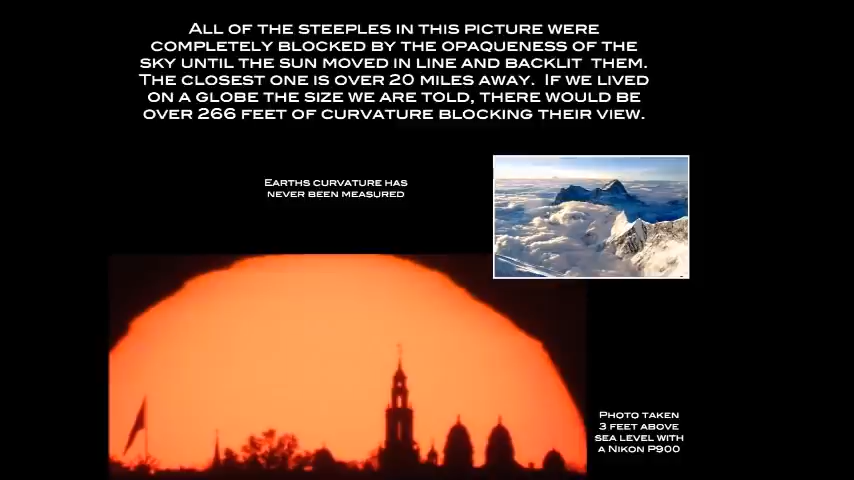 All of the steeples in this picture were
completely blocked by the opaqueness of the
sky until the sun moved in line and backlit them.
The closest one is over 20 miles away. If we lived
on a globe the size we are told, there would be
over 266 feet of curvature blocking their view.
Earths curvature has
never been measured
Photo taken
3 feet above
sea level with
a Nikon P900